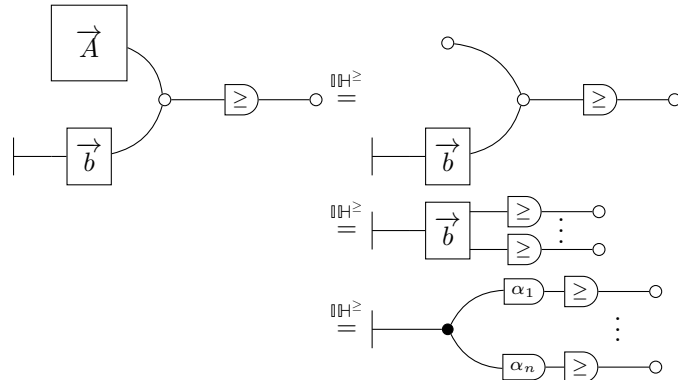 𝕀ℍ≥
A⃗ ≥ =
b⃗ b⃗ ≥
𝕀ℍ≥
= b⃗ ≥ ⋮
≥
α₁ ≥
𝕀ℍ≥
= ⋮
αₙ ≥